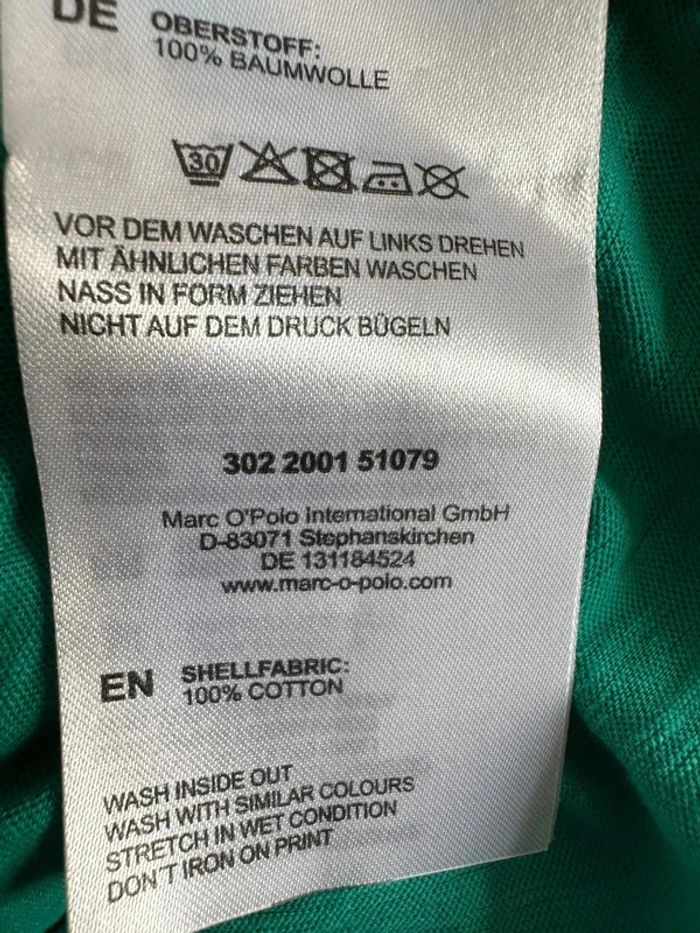 DE OBERSTOFF:
100% BAUMWOLLE
30
VOR DEM WASCHEN AUF LINKS DREHEN
MIT ÄHNLICHEN FARBEN WASCHEN
NASS IN FORM ZIEHEN
NICHT AUF DEM DRUCK BÜGELN
302 2001 51079
Marc O'Polo International GmbH
D-83071 Stephanskirchen
DE 131184524
www.marc-o-polo.com
EN SHELLFABRIC:
100% COTTON
WASH INSIDE OUT
WASH WITH SIMILAR COLOURS
STRETCH IN WET CONDITION
DON'T IRON ON PRINT